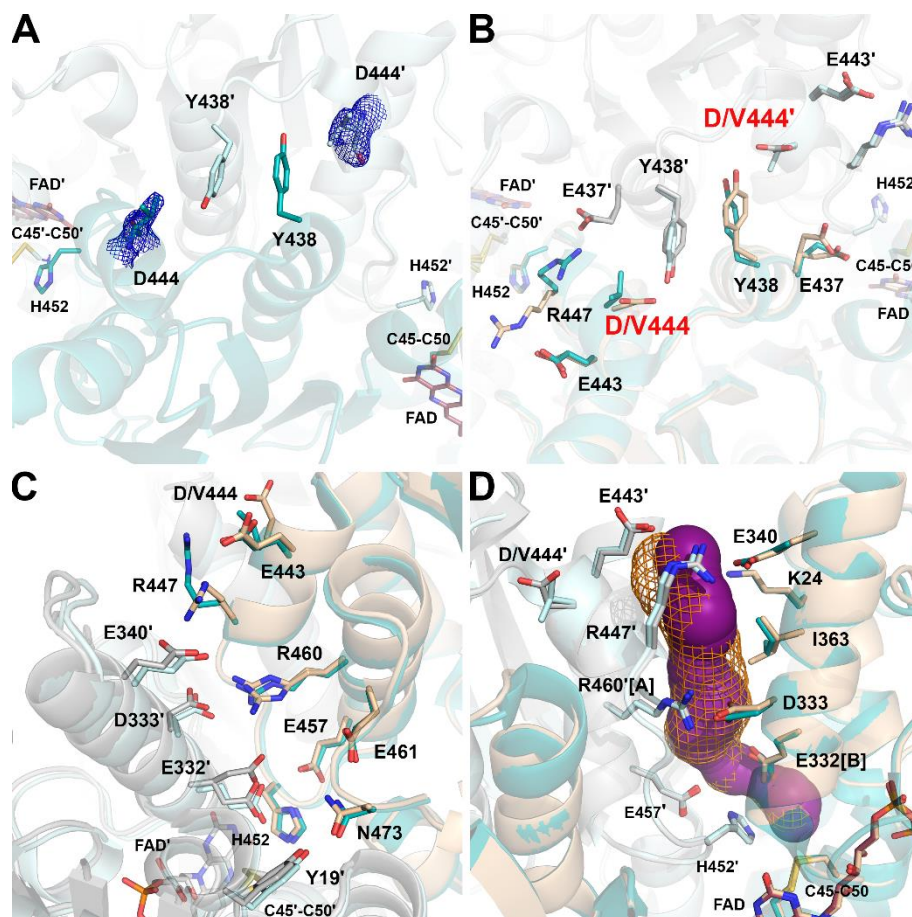 A
D444'
Y438'
FAD'
C45'-C50'
H452
D444
Y438
H452'
C45-C50
FAD
B
E443'
D/V444'
Y438'
E437'
FAD'
C45'-C50'
H452
H452
R447
D/V444
E443
Y438
E437
C45-C50
FAD
C
D/V444
E443
R447
E340'
R460
D333'
E457
E461
E332'
H452
N473
FAD'
Y19'
C45'-C50'
D
E443'
E340
D/V444'
K24
R447'
I363
R460'[A]
D333
E332[B]
E457'
H452'
FAD
C45-C50